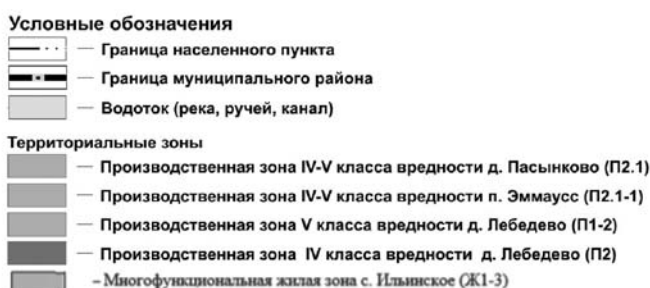 Условные обозначения
— Граница населенного пункта
— Граница муниципального района
— Водоток (река, ручей, канал)
Территориальные зоны
— Производственная зона IV-V класса вредности д. Пасынково (П2.1)
— Производственная зона IV-V класса вредности п. Эммаусс (П2.1-1)
— Производственная зона V класса вредности д. Лебедево (П1-2)
— Производственная зона IV класса вредности д. Лебедево (П2)
– Многофункциональная жилая зона с. Ильинское (Ж1-3)